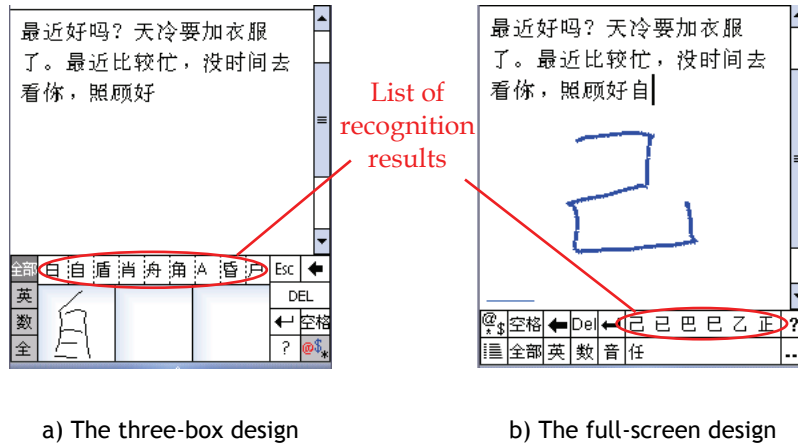 最近好吗？天冷要加衣服
了。最近比较忙，没时间去
看你，照顾好
全部 白 自 盾 肖 舟 角 A 昏 户 Esc
英 DEL
数 空格
全 ? @$*
List of
recognition
results
最近好吗？天冷要加衣服
了。最近比较忙，没时间去
看你，照顾好自
己
@$* 空格 Del 己 已 巴 巳 乙 正 ?
全部 英 数 音 任 ..
a) The three-box design
b) The full-screen design